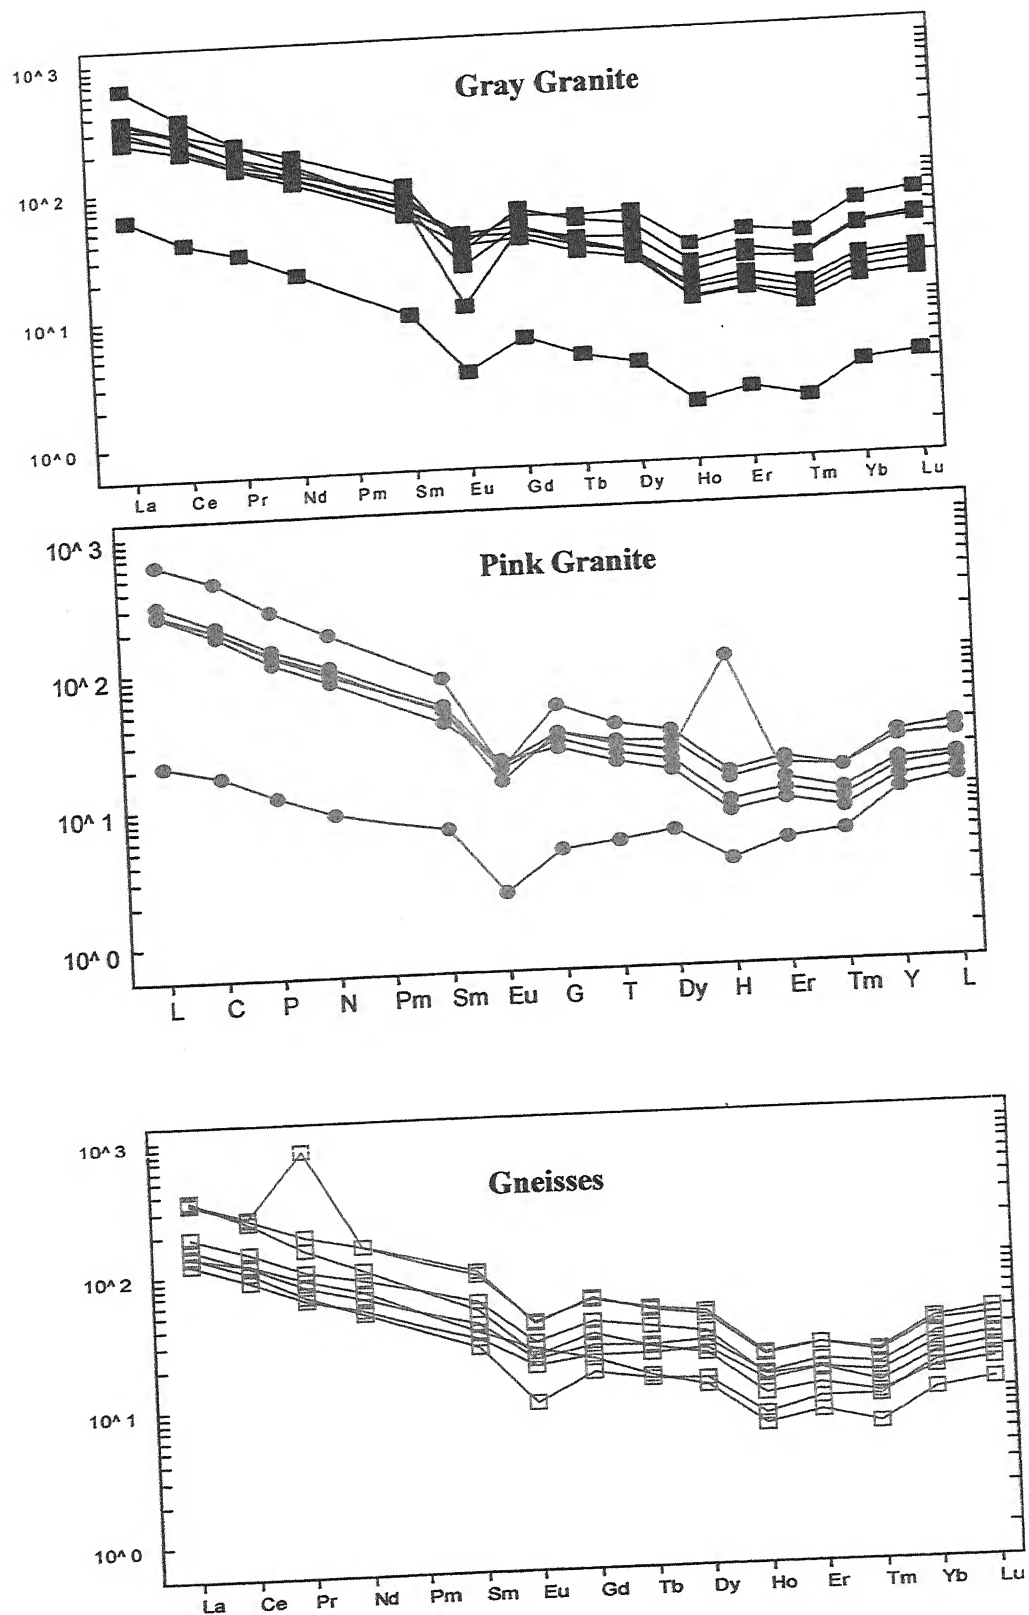 Gray Granite
10^3
10^2
10^1
10^0
La Ce Pr Nd Pm Sm Eu Gd Tb Dy Ho Er Tm Yb Lu
Pink Granite
10^3
10^2
10^1
10^0
L C P N Pm Sm Eu G T Dy H Er Tm Y L
Gneisses
10^3
10^2
10^1
10^0
La Ce Pr Nd Pm Sm Eu Gd Tb Dy Ho Er Tm Yb Lu